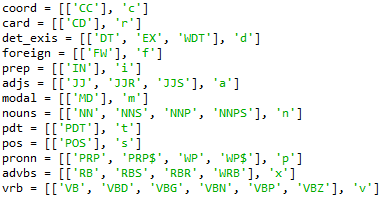 coord = [['CC'], 'c']
card = [['CD'], 'r']
det_exis = [['DT', 'EX', 'WDT'], 'd']
foreign = [['FW'], 'f']
prep = [['IN'], 'i']
adjs = [['JJ', 'JJR', 'JJS'], 'a']
modal = [['MD'], 'm']
nouns = [['NN', 'NNS', 'NNP', 'NNPS'], 'n']
pdt = [['PDT'], 't']
pos = [['POS'], 's']
pronn = [['PRP', 'PRP$', 'WP', 'WP$'], 'p']
advbs = [['RB', 'RBS', 'RBR', 'WRB'], 'x']
vrb = [['VB', 'VBD', 'VBG', 'VBN', 'VBP', 'VBZ'], 'v']